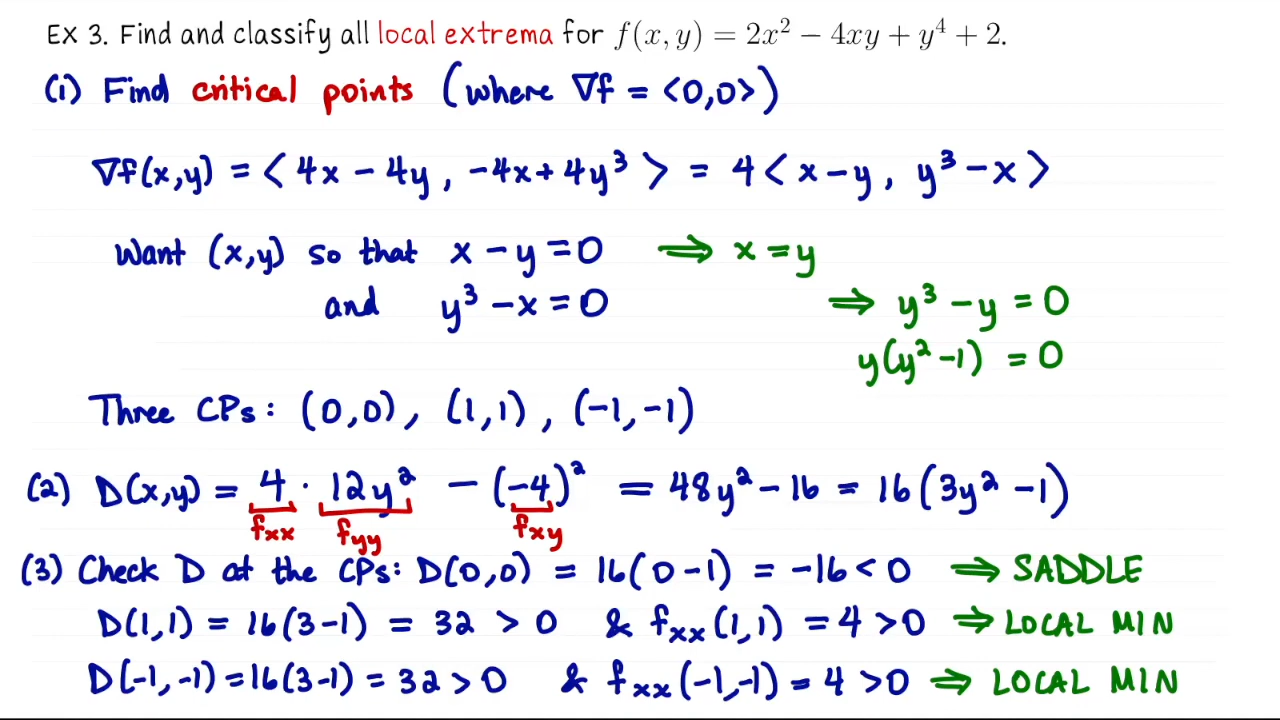 Ex 3. Find and classify all local extrema for f(x, y) = 2x² − 4xy + y⁴ + 2.
(1) Find critical points (where ∇f = <0,0>)
∇f(x,y) = < 4x − 4y , −4x + 4y³ > = 4 < x − y , y³ − x >
Want (x,y) so that x − y = 0 ⟹ x = y
and y³ − x = 0 ⟹ y³ − y = 0
y(y² − 1) = 0
Three CPs: (0,0), (1,1), (−1,−1)
(2) D(x,y) = 4 · 12y² − (−4)² = 48y² − 16 = 16(3y² − 1)
fxx fyy fxy
(3) Check D at the CPs: D(0,0) = 16(0−1) = −16 < 0 ⟹ SADDLE
D(1,1) = 16(3−1) = 32 > 0 & fxx(1,1) = 4 > 0 ⟹ LOCAL MIN
D(−1,−1) = 16(3−1) = 32 > 0 & fxx(−1,−1) = 4 > 0 ⟹ LOCAL MIN